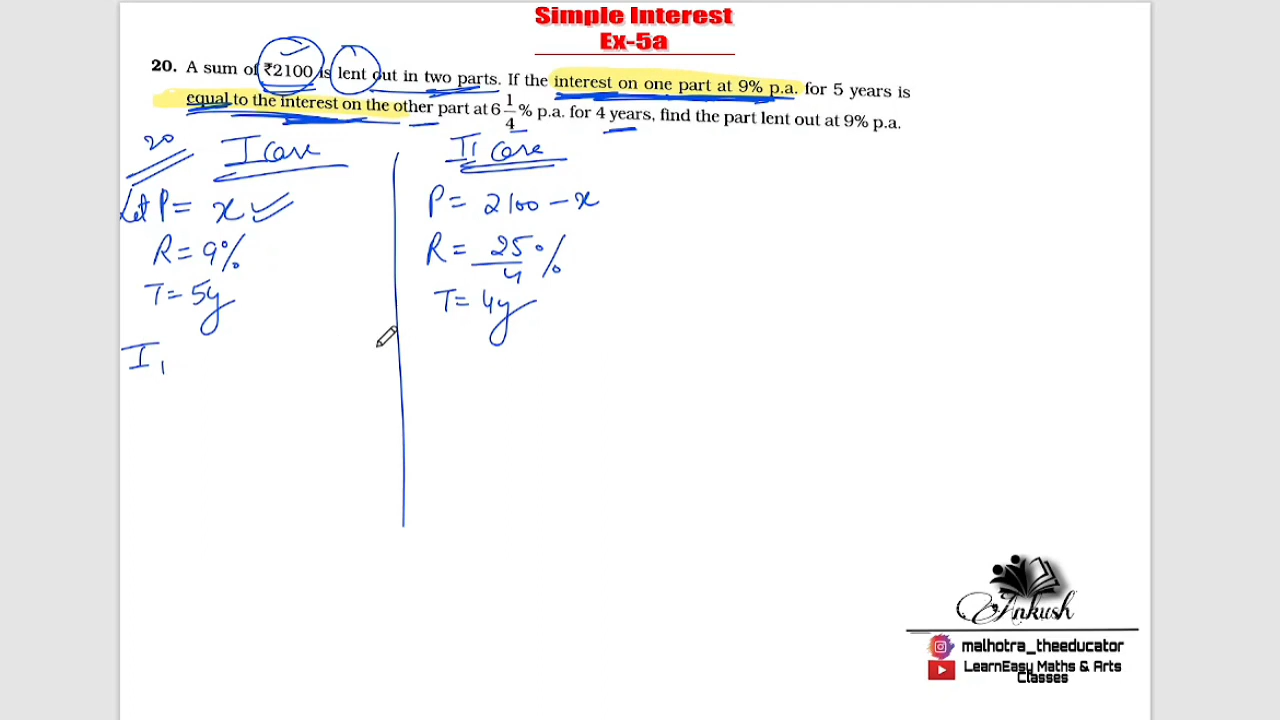 Simple Interest
Ex-5a
20. A sum of ₹2100 is lent out in two parts. If the interest on one part at 9% p.a. for 5 years is
equal to the interest on the other part at 6 1/4 % p.a. for 4 years, find the part lent out at 9% p.a.
20
I case
II case
Let P = x
P = 2100 - x
R = 9%
R = 25/4 %
T = 5y
T = 4y
I₁
Ankush
malhotra_theeducator
LearnEasy Maths & Arts
Classes